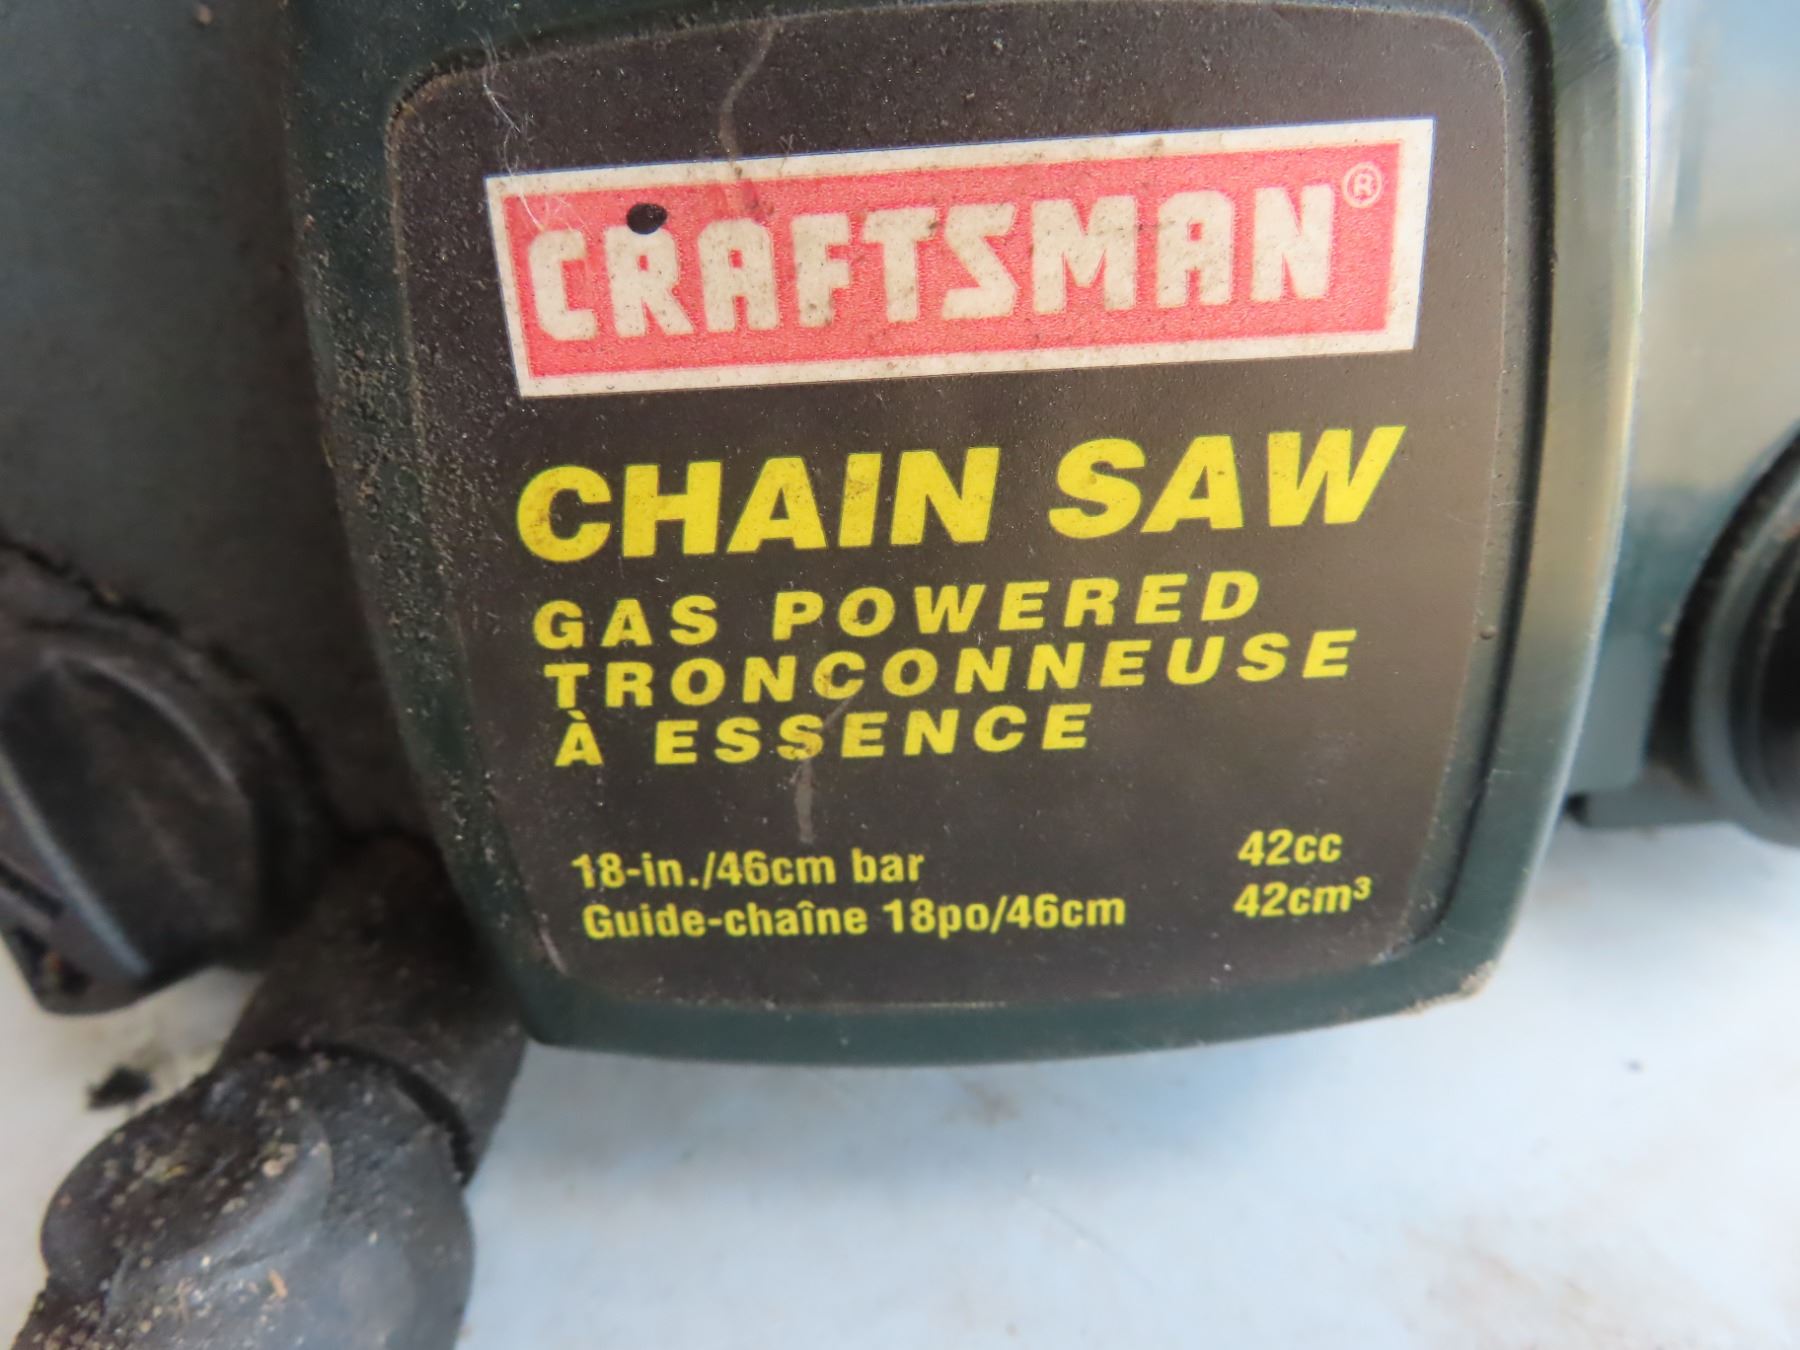 CRAFTSMAN®
CHAIN SAW
GAS POWERED
TRONCONNEUSE
À ESSENCE
18-in./46cm bar 42cc
Guide-chaîne 18po/46cm 42cm³